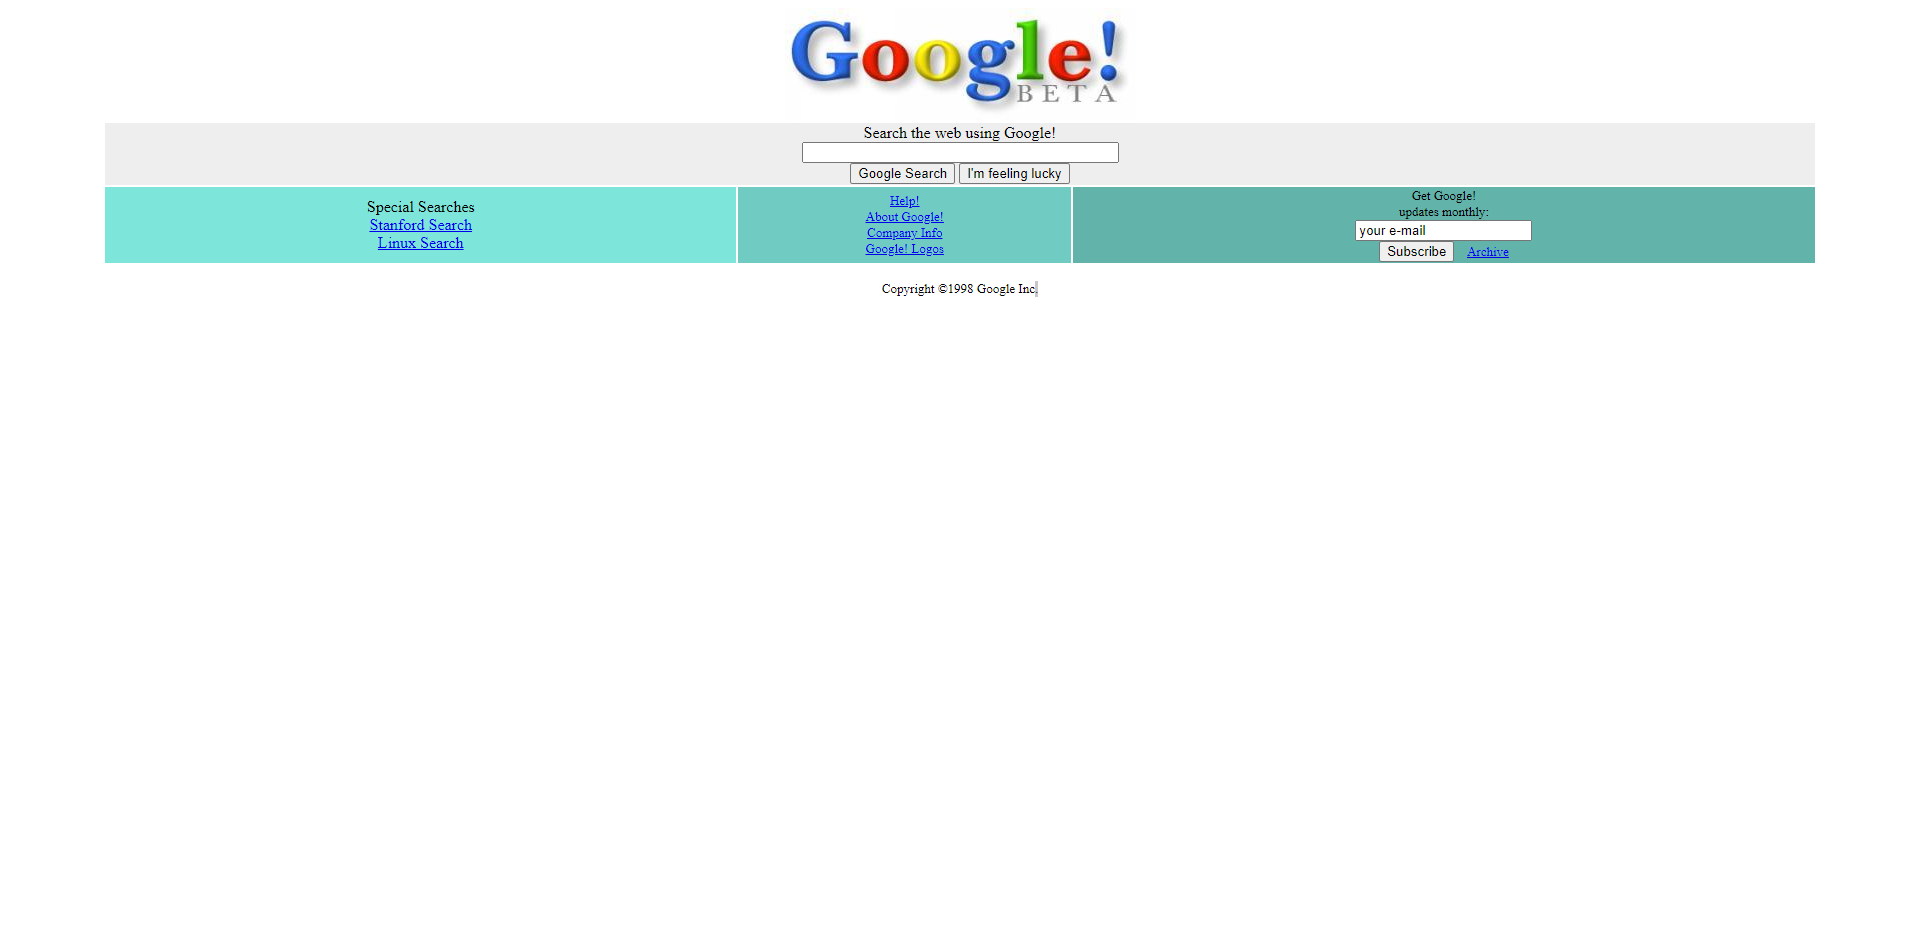 Google!
BETA
Search the web using Google!
Google Search I'm feeling lucky
Special Searches
Stanford Search
Linux Search
Help!
About Google!
Company Info
Google! Logos
Get Google!
updates monthly:
your e-mail
Subscribe Archive
Copyright ©1998 Google Inc.